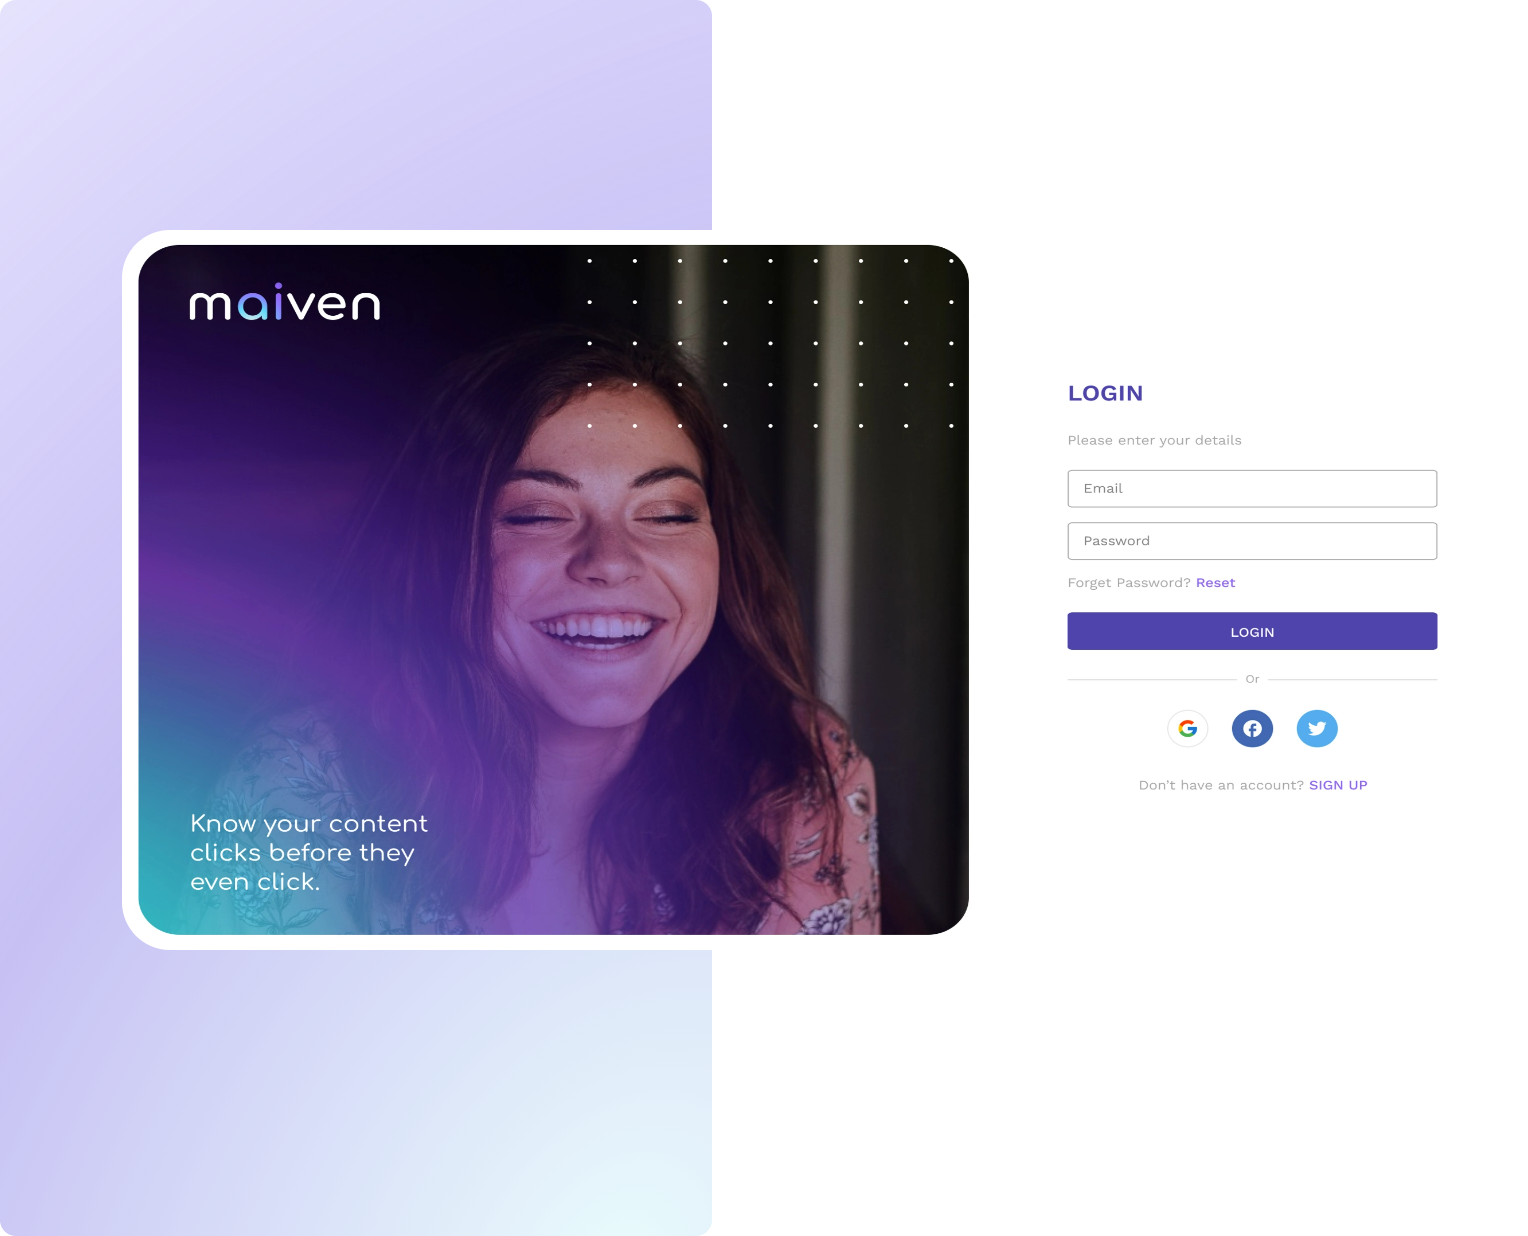 maiven
Know your content
clicks before they
even click.
LOGIN
Please enter your details
Email
Password
Forget Password? Reset
LOGIN
Or
Don’t have an account? SIGN UP